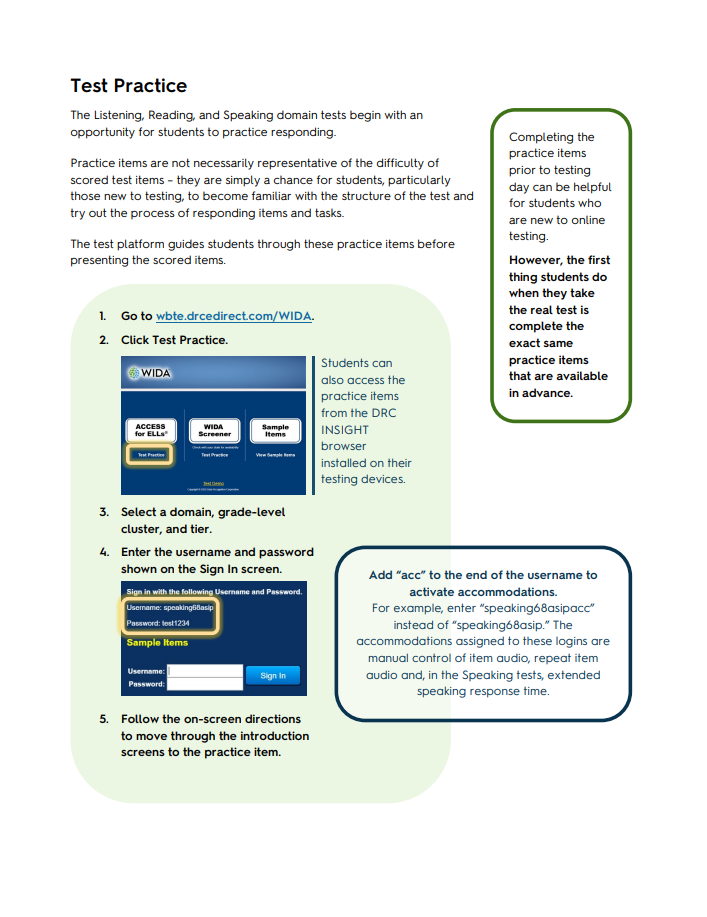 Test Practice
The Listening, Reading, and Speaking domain tests begin with an
opportunity for students to practice responding.
Practice items are not necessarily representative of the difficulty of
scored test items – they are simply a chance for students, particularly
those new to testing, to become familiar with the structure of the test and
try out the process of responding items and tasks.
The test platform guides students through these practice items before
presenting the scored items.
Completing the
practice items
prior to testing
day can be helpful
for students who
are new to online
testing.
However, the first
thing students do
when they take
the real test is
complete the
exact same
practice items
that are available
in advance.
1. Go to wbte.drcedirect.com/WIDA.
2. Click Test Practice.
WIDA
ACCESS
for ELLs®
WIDA
Screener
Sample
Items
Test Practice
Test Practice
View Sample Items
Students can
also access the
practice items
from the DRC
INSIGHT
browser
installed on their
testing devices.
3. Select a domain, grade-level
cluster, and tier.
4. Enter the username and password
shown on the Sign In screen.
Sign in with the following Username and Password.
Username: speaking68asip
Password: test1234
Sample Items
Username:
Password:
Sign In
Add “acc” to the end of the username to
activate accommodations.
For example, enter “speaking68asipacc”
instead of “speaking68asip.” The
accommodations assigned to these logins are
manual control of item audio, repeat item
audio and, in the Speaking tests, extended
speaking response time.
5. Follow the on-screen directions
to move through the introduction
screens to the practice item.